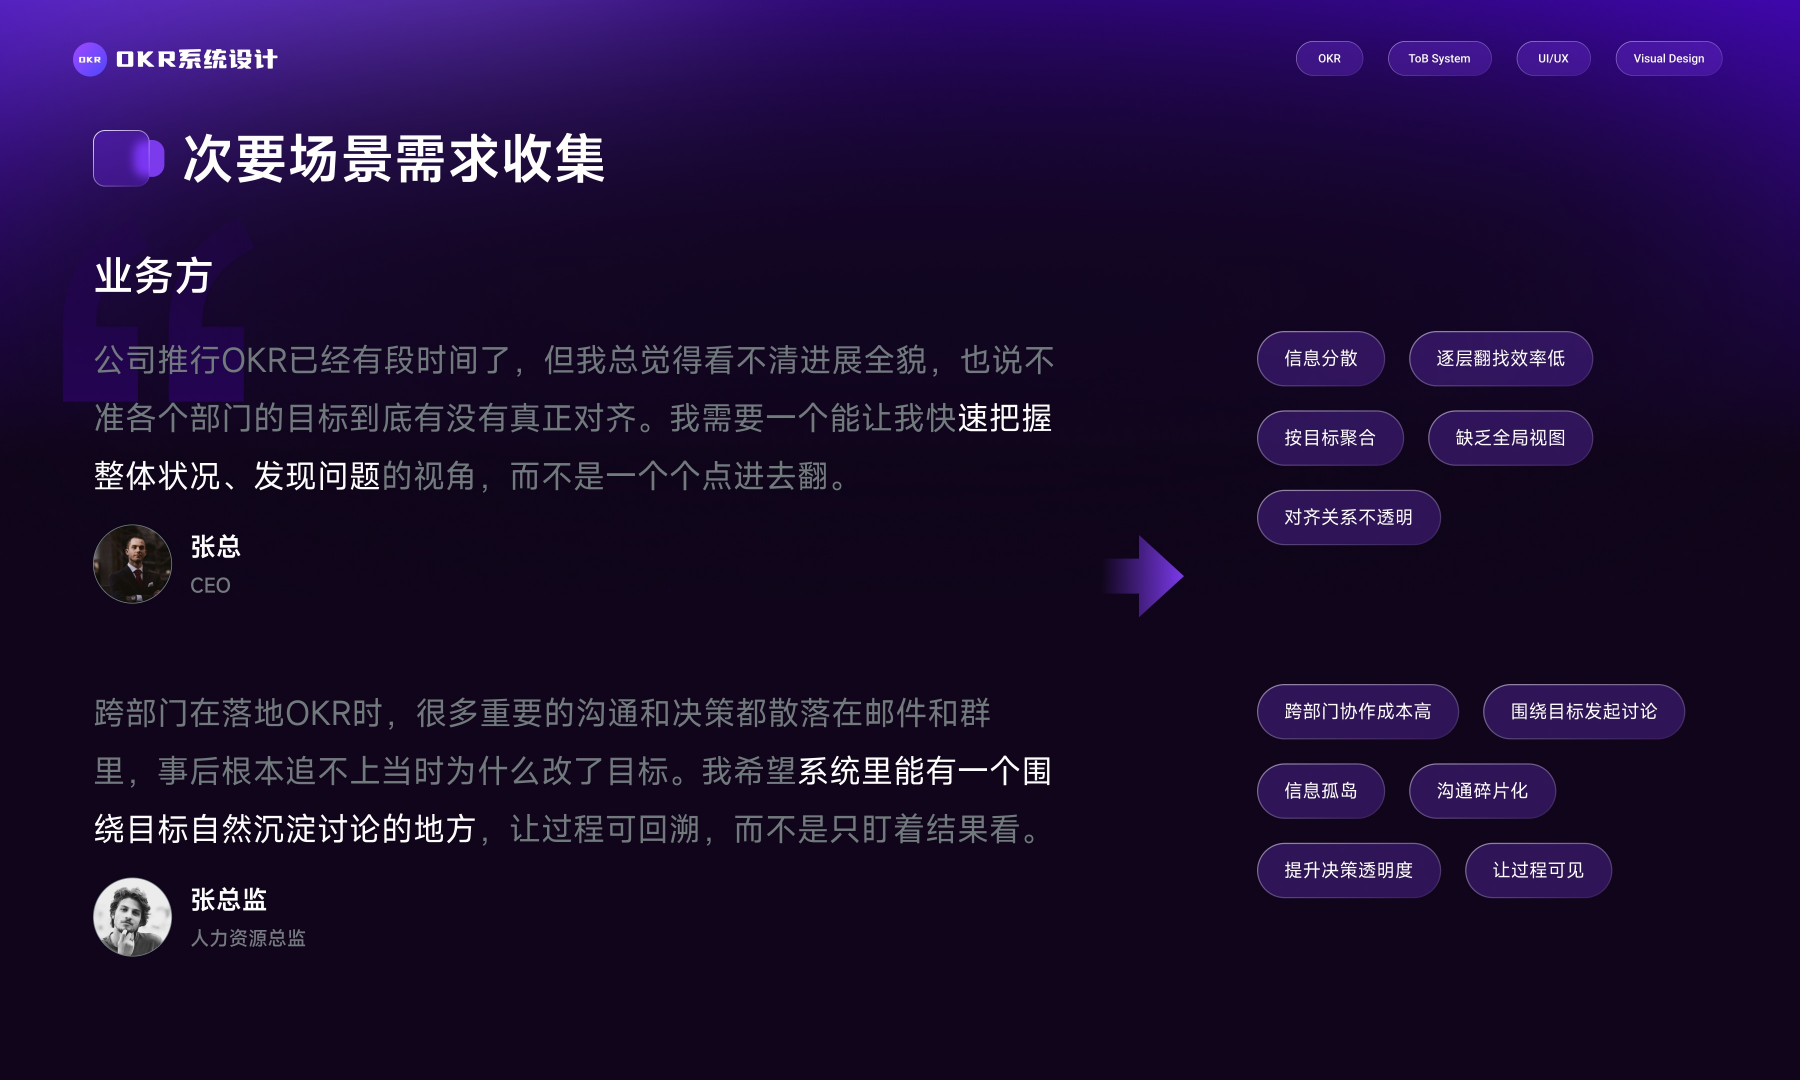 OKR OKR系统设计
OKR
ToB System
UI/UX
Visual Design
次要场景需求收集
业务方
公司推行OKR已经有段时间了，但我总觉得看不清进展全貌，也说不
准各个部门的目标到底有没有真正对齐。我需要一个能让我快速把握
整体状况、发现问题的视角，而不是一个个点进去翻。
张总
CEO
信息分散
逐层翻找效率低
按目标聚合
缺乏全局视图
对齐关系不透明
跨部门在落地OKR时，很多重要的沟通和决策都散落在邮件和群
里，事后根本追不上当时为什么改了目标。我希望系统里能有一个围
绕目标自然沉淀讨论的地方，让过程可回溯，而不是只盯着结果看。
张总监
人力资源总监
跨部门协作成本高
围绕目标发起讨论
信息孤岛
沟通碎片化
提升决策透明度
让过程可见